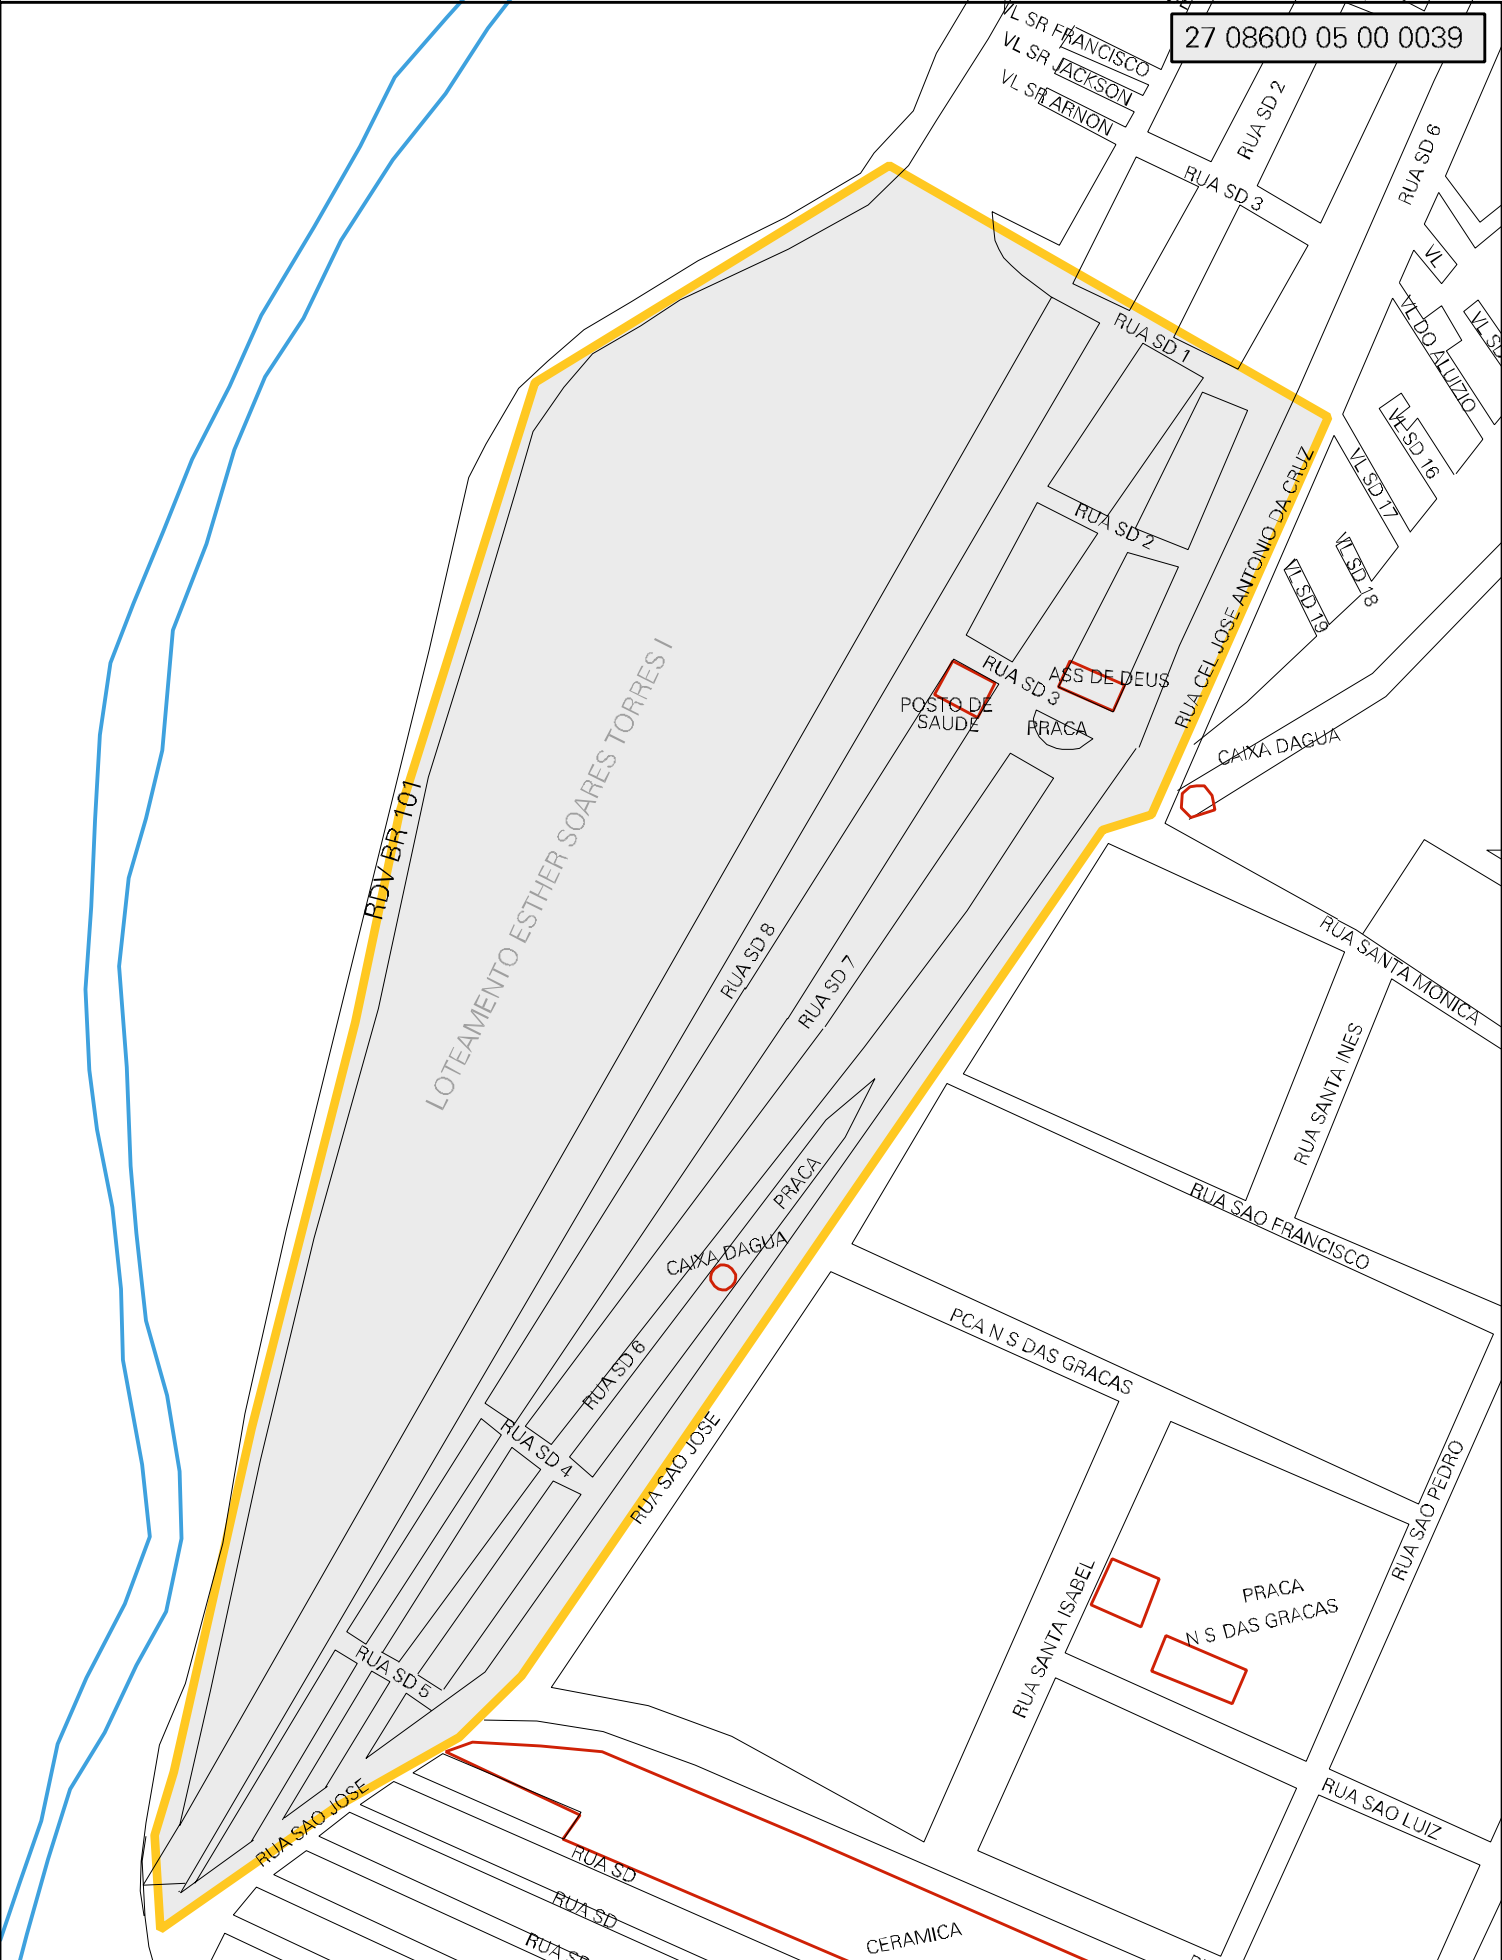 27 08600 05 00 0039
VL SR FRANCISCO
VL SR JACKSON
VL SR ARNON
RUA SD 2
RUA SD 6
RUA SD 3
VL
VL DO ALUIZIO
RUA SD 1
VL SD 16
VL SD 17
VL SD 18
VL SD 19
RUA CEL JOSE ANTONIO DA CRUZ
RUA SD 2
RUA SD 3
ASS DE DEUS
POSTO DE
SAUDE
PRACA
CAIXA DAGUA
RDV BR 101
LOTEAMENTO ESTHER SOARES TORRES I
RUA SD 8
RUA SD 7
RUA SANTA MONICA
RUA SANTA INES
PRACA
RUA SAO FRANCISCO
CAIXA DAGUA
PCA N S DAS GRACAS
RUA SD 6
RUA SD 4
RUA SAO JOSE
RUA SAO PEDRO
RUA SANTA ISABEL
PRACA
N S DAS GRACAS
RUA SD 5
RUA SAO JOSE
RUA SAO LUIZ
RUA SD
RUA SD
RUA SD
CERAMICA